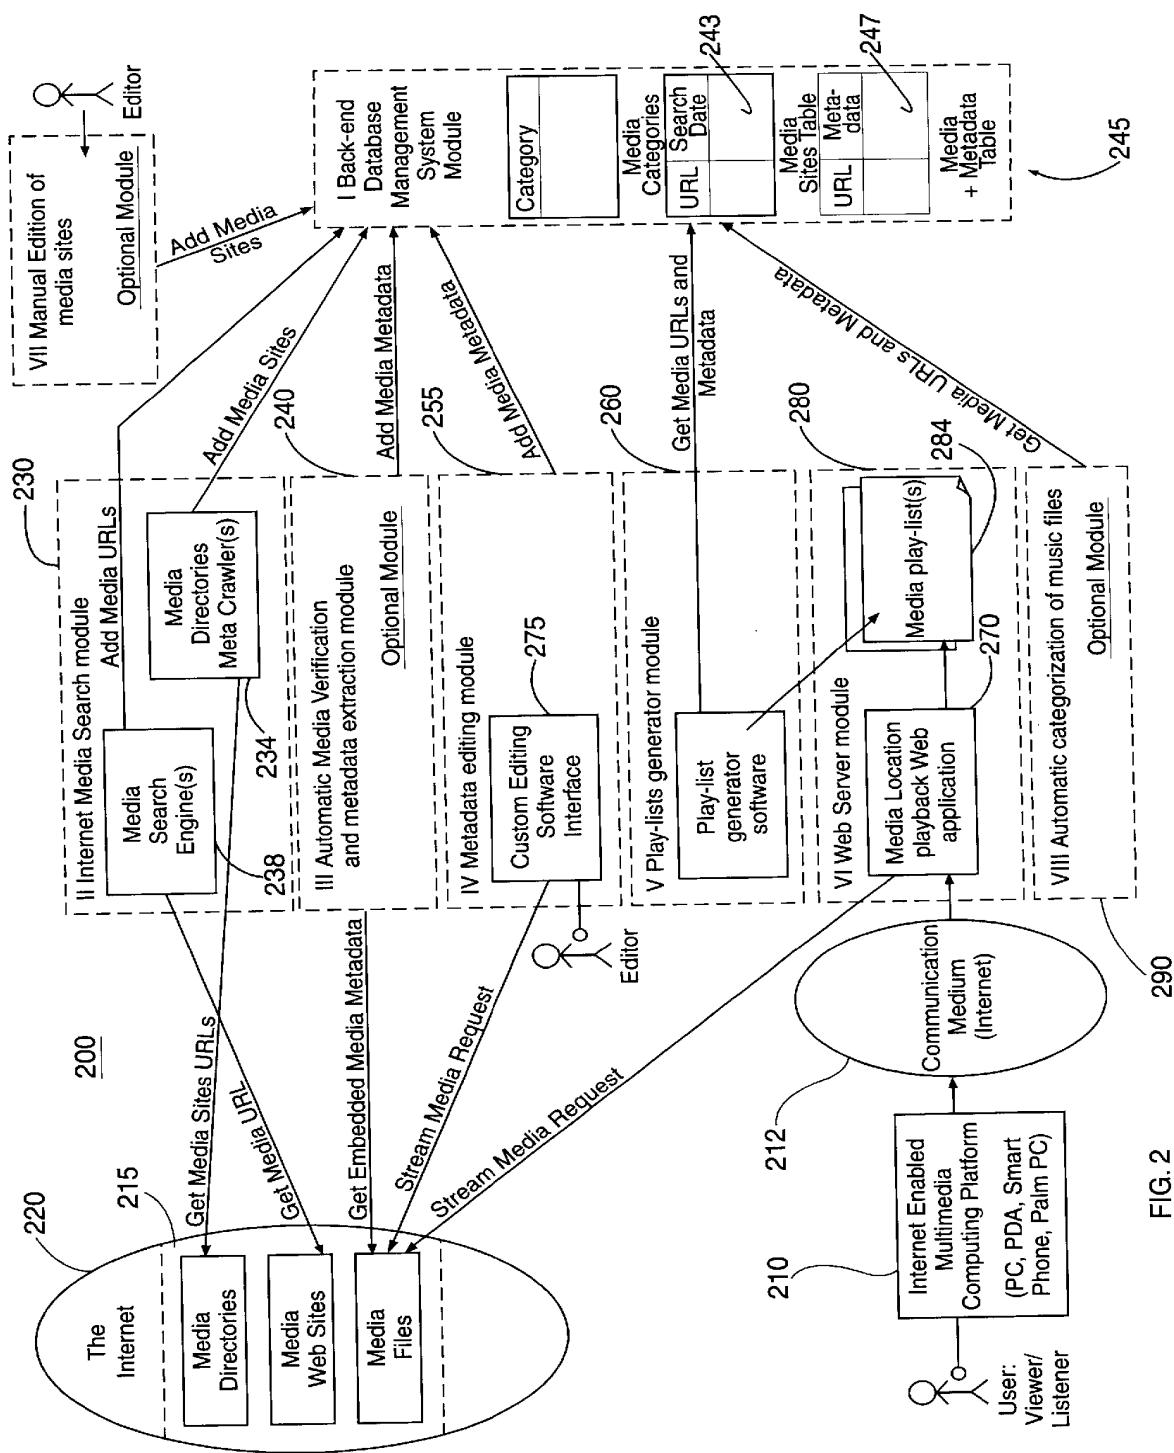 200
220
The
Internet
215
Media
Directories
Media
Web Sites
Media
Files
Get Media Sites URLs
Get Media URL
Get Embedded Media Metadata
Stream Media Request
Stream Media Request
230
II Internet Media Search module
Add Media URLs
Media
Search
Engine(s)
238
Media
Directories
Meta Crawler(s)
234
Add Media Sites
240
III Automatic Media Verification
and metadata extraction module
Optional Module
Add Media Metadata
255
IV Metadata editing module
Custom Editing
Software
Interface
275
Editor
Add Media Metadata
260
V Play-lists generator module
Play-list
generator
software
Get Media URLs and
Metadata
280
VI Web Server module
Media Location
playback Web
application
270
Media play-list(s)
284
VIII Automatic categorization of music files
Optional Module
290
Get Media URLs and Metadata
VII Manual Edition of
media sites
Optional Module
Editor
Add Media
Sites
I Back-end
Database
Management
System
Module
Category
Media
Categories
URL
Search
Date
243
Media
Sites Table
URL
Meta-
data
247
Media
+ Metadata
Table
245
Communication
Medium
(Internet)
212
210
Internet Enabled
Multimedia
Computing Platform
(PC, PDA, Smart
Phone, Palm PC)
User:
Viewer/
Listener
FIG. 2